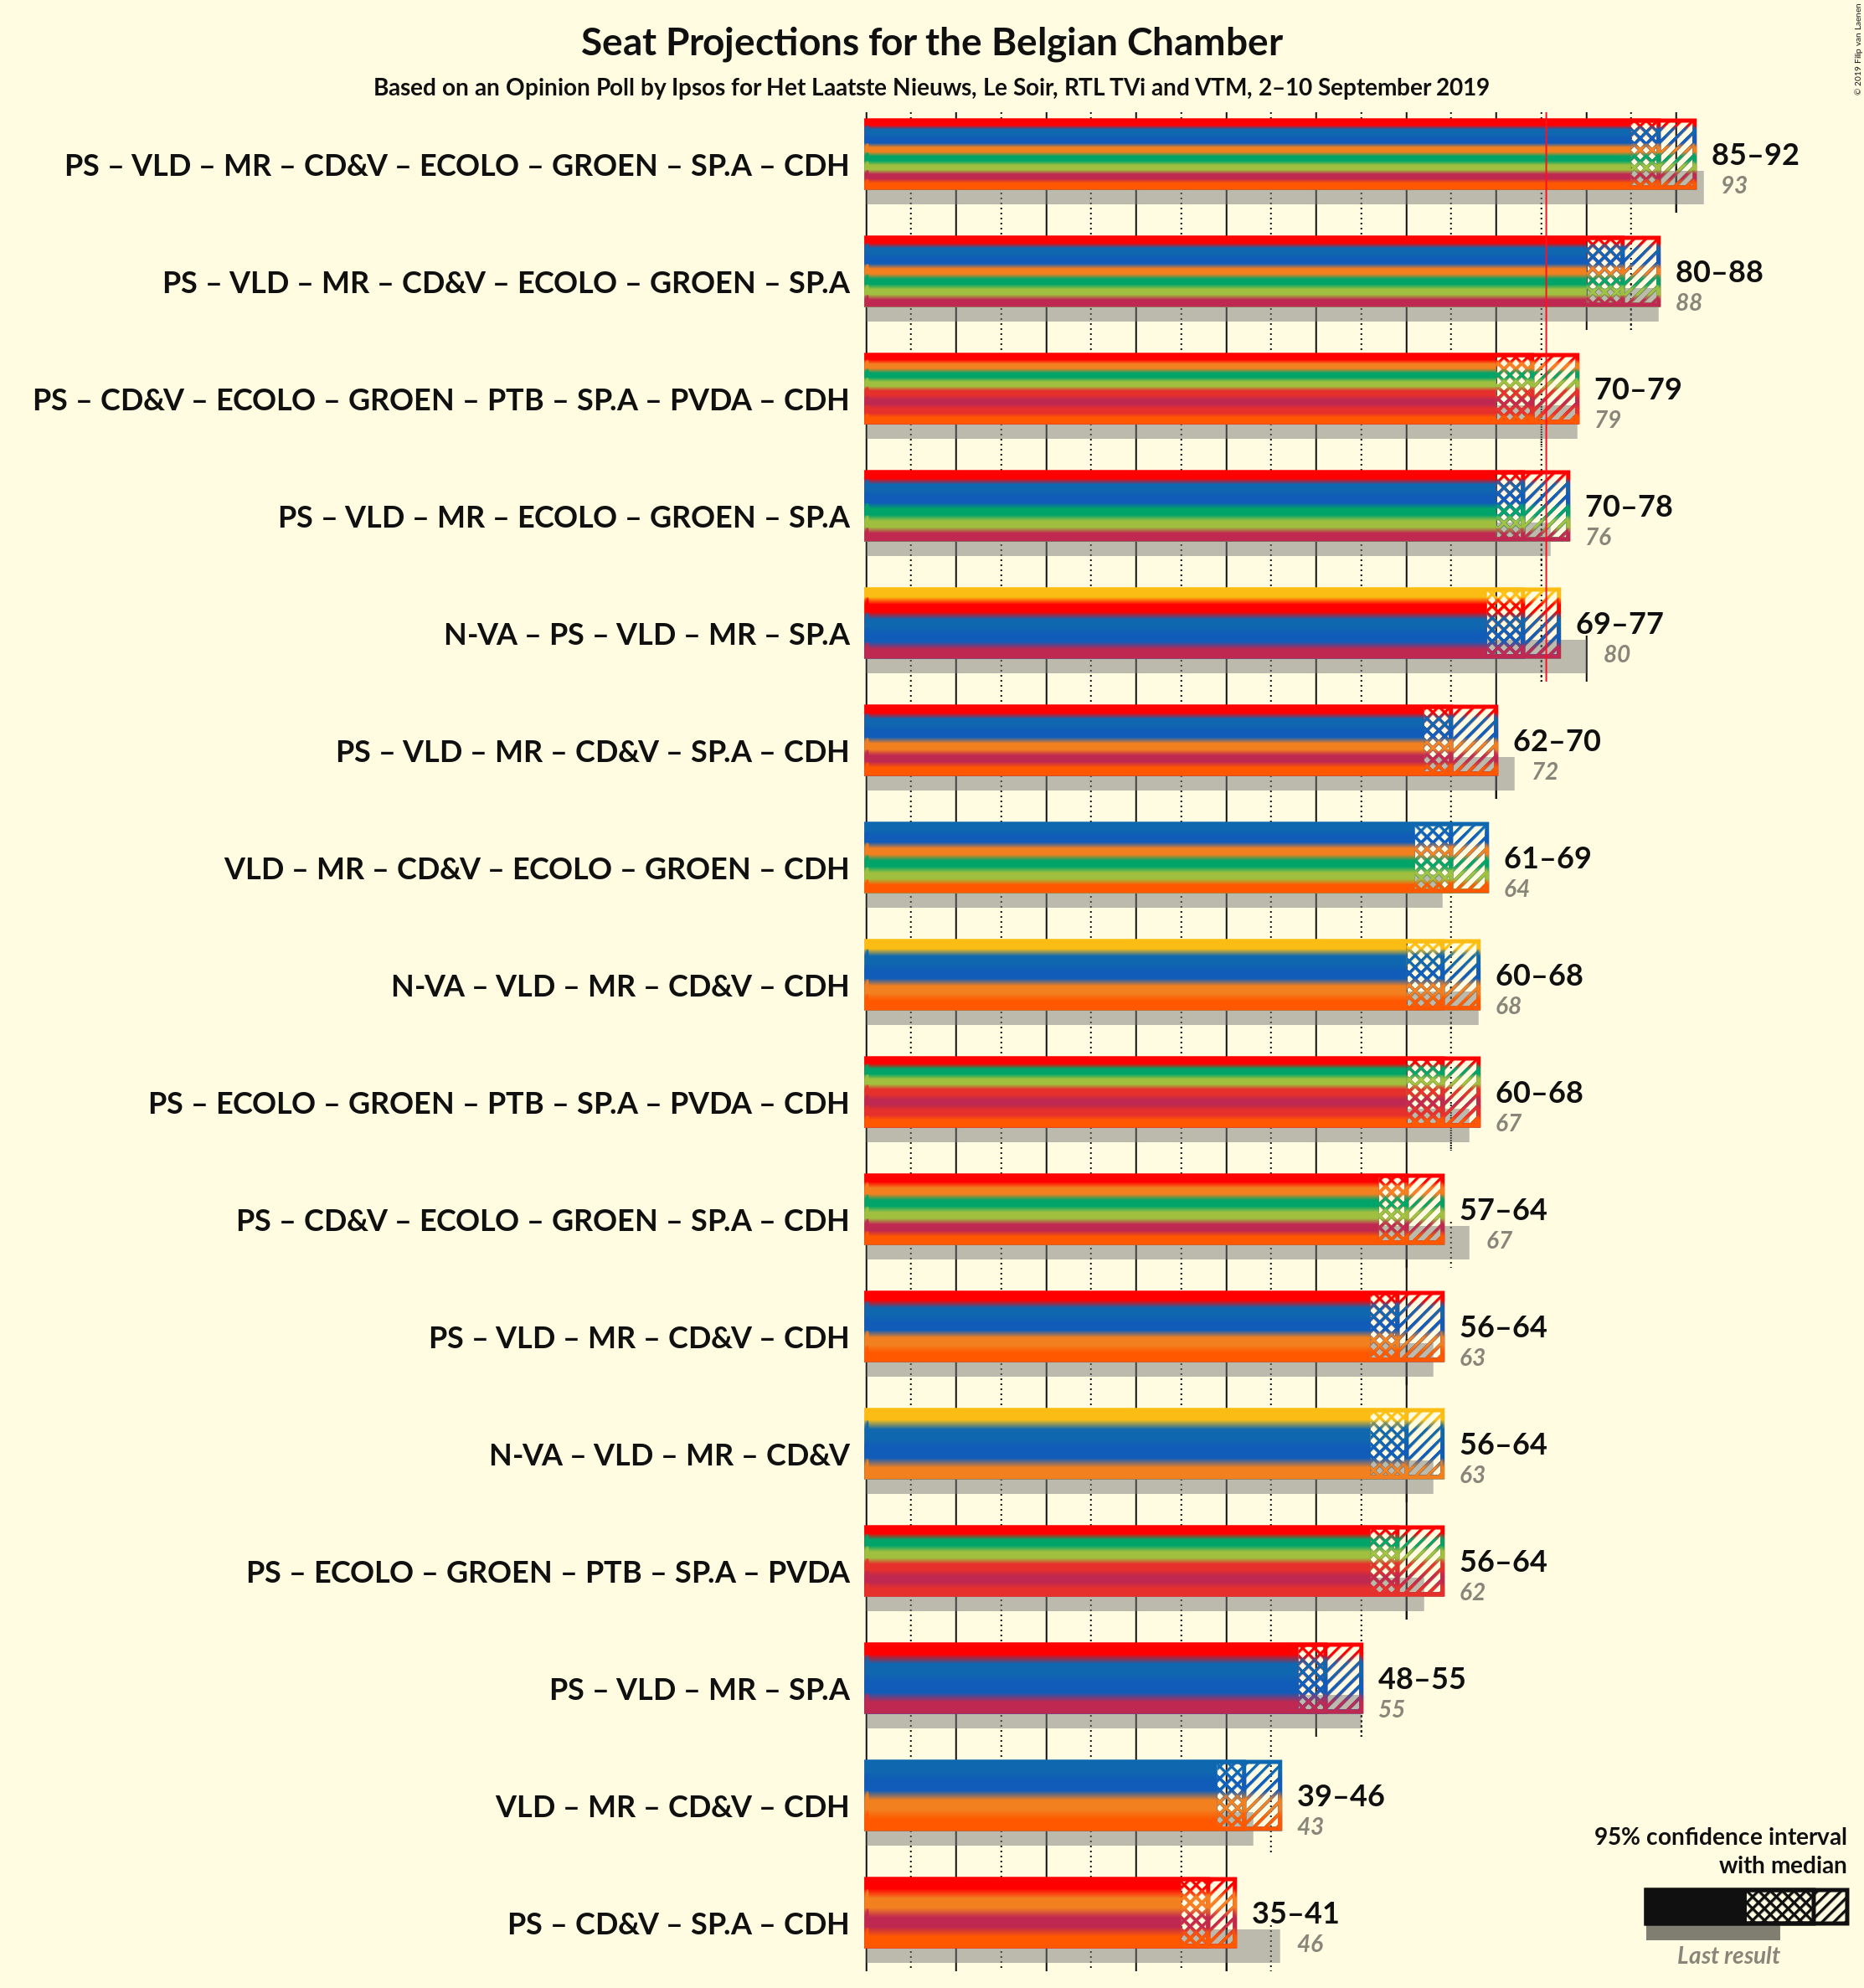 Seat Projections for the Belgian Chamber
Based on an Opinion Poll by Ipsos for Het Laatste Nieuws, Le Soir, RTL TVi and VTM, 2–10 September 2019
© 2019 Filip van Laenen
PS – VLD – MR – CD&V – ECOLO – GROEN – SP.A – CDH
85–92
93
PS – VLD – MR – CD&V – ECOLO – GROEN – SP.A
80–88
88
PS – CD&V – ECOLO – GROEN – PTB – SP.A – PVDA – CDH
70–79
79
PS – VLD – MR – ECOLO – GROEN – SP.A
70–78
76
N-VA – PS – VLD – MR – SP.A
69–77
80
PS – VLD – MR – CD&V – SP.A – CDH
62–70
72
VLD – MR – CD&V – ECOLO – GROEN – CDH
61–69
64
N-VA – VLD – MR – CD&V – CDH
60–68
68
PS – ECOLO – GROEN – PTB – SP.A – PVDA – CDH
60–68
67
PS – CD&V – ECOLO – GROEN – SP.A – CDH
57–64
67
PS – VLD – MR – CD&V – CDH
56–64
63
N-VA – VLD – MR – CD&V
56–64
63
PS – ECOLO – GROEN – PTB – SP.A – PVDA
56–64
62
PS – VLD – MR – SP.A
48–55
55
VLD – MR – CD&V – CDH
39–46
43
PS – CD&V – SP.A – CDH
35–41
46
95% confidence interval
with median
Last result